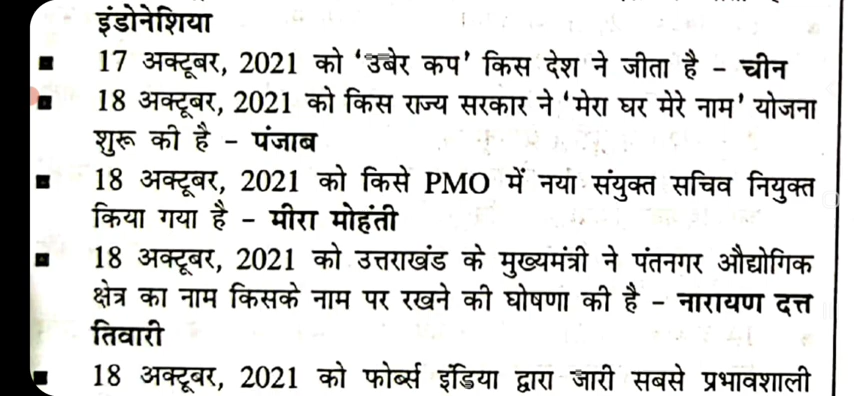 इंडोनेशिया
▪ 17 अक्टूबर, 2021 को ‘उबेर कप’ किस देश ने जीता है – चीन
▪ 18 अक्टूबर, 2021 को किस राज्य सरकार ने ‘मेरा घर मेरे नाम’ योजना
शुरू की है – पंजाब
▪ 18 अक्टूबर, 2021 को किसे PMO में नया संयुक्त सचिव नियुक्त
किया गया है – मीरा मोहंती
▪ 18 अक्टूबर, 2021 को उत्तराखंड के मुख्यमंत्री ने पंतनगर औद्योगिक
क्षेत्र का नाम किसके नाम पर रखने की घोषणा की है – नारायण दत्त
तिवारी
▪ 18 अक्टूबर, 2021 को फोर्ब्स इंडिया द्वारा जारी सबसे प्रभावशाली